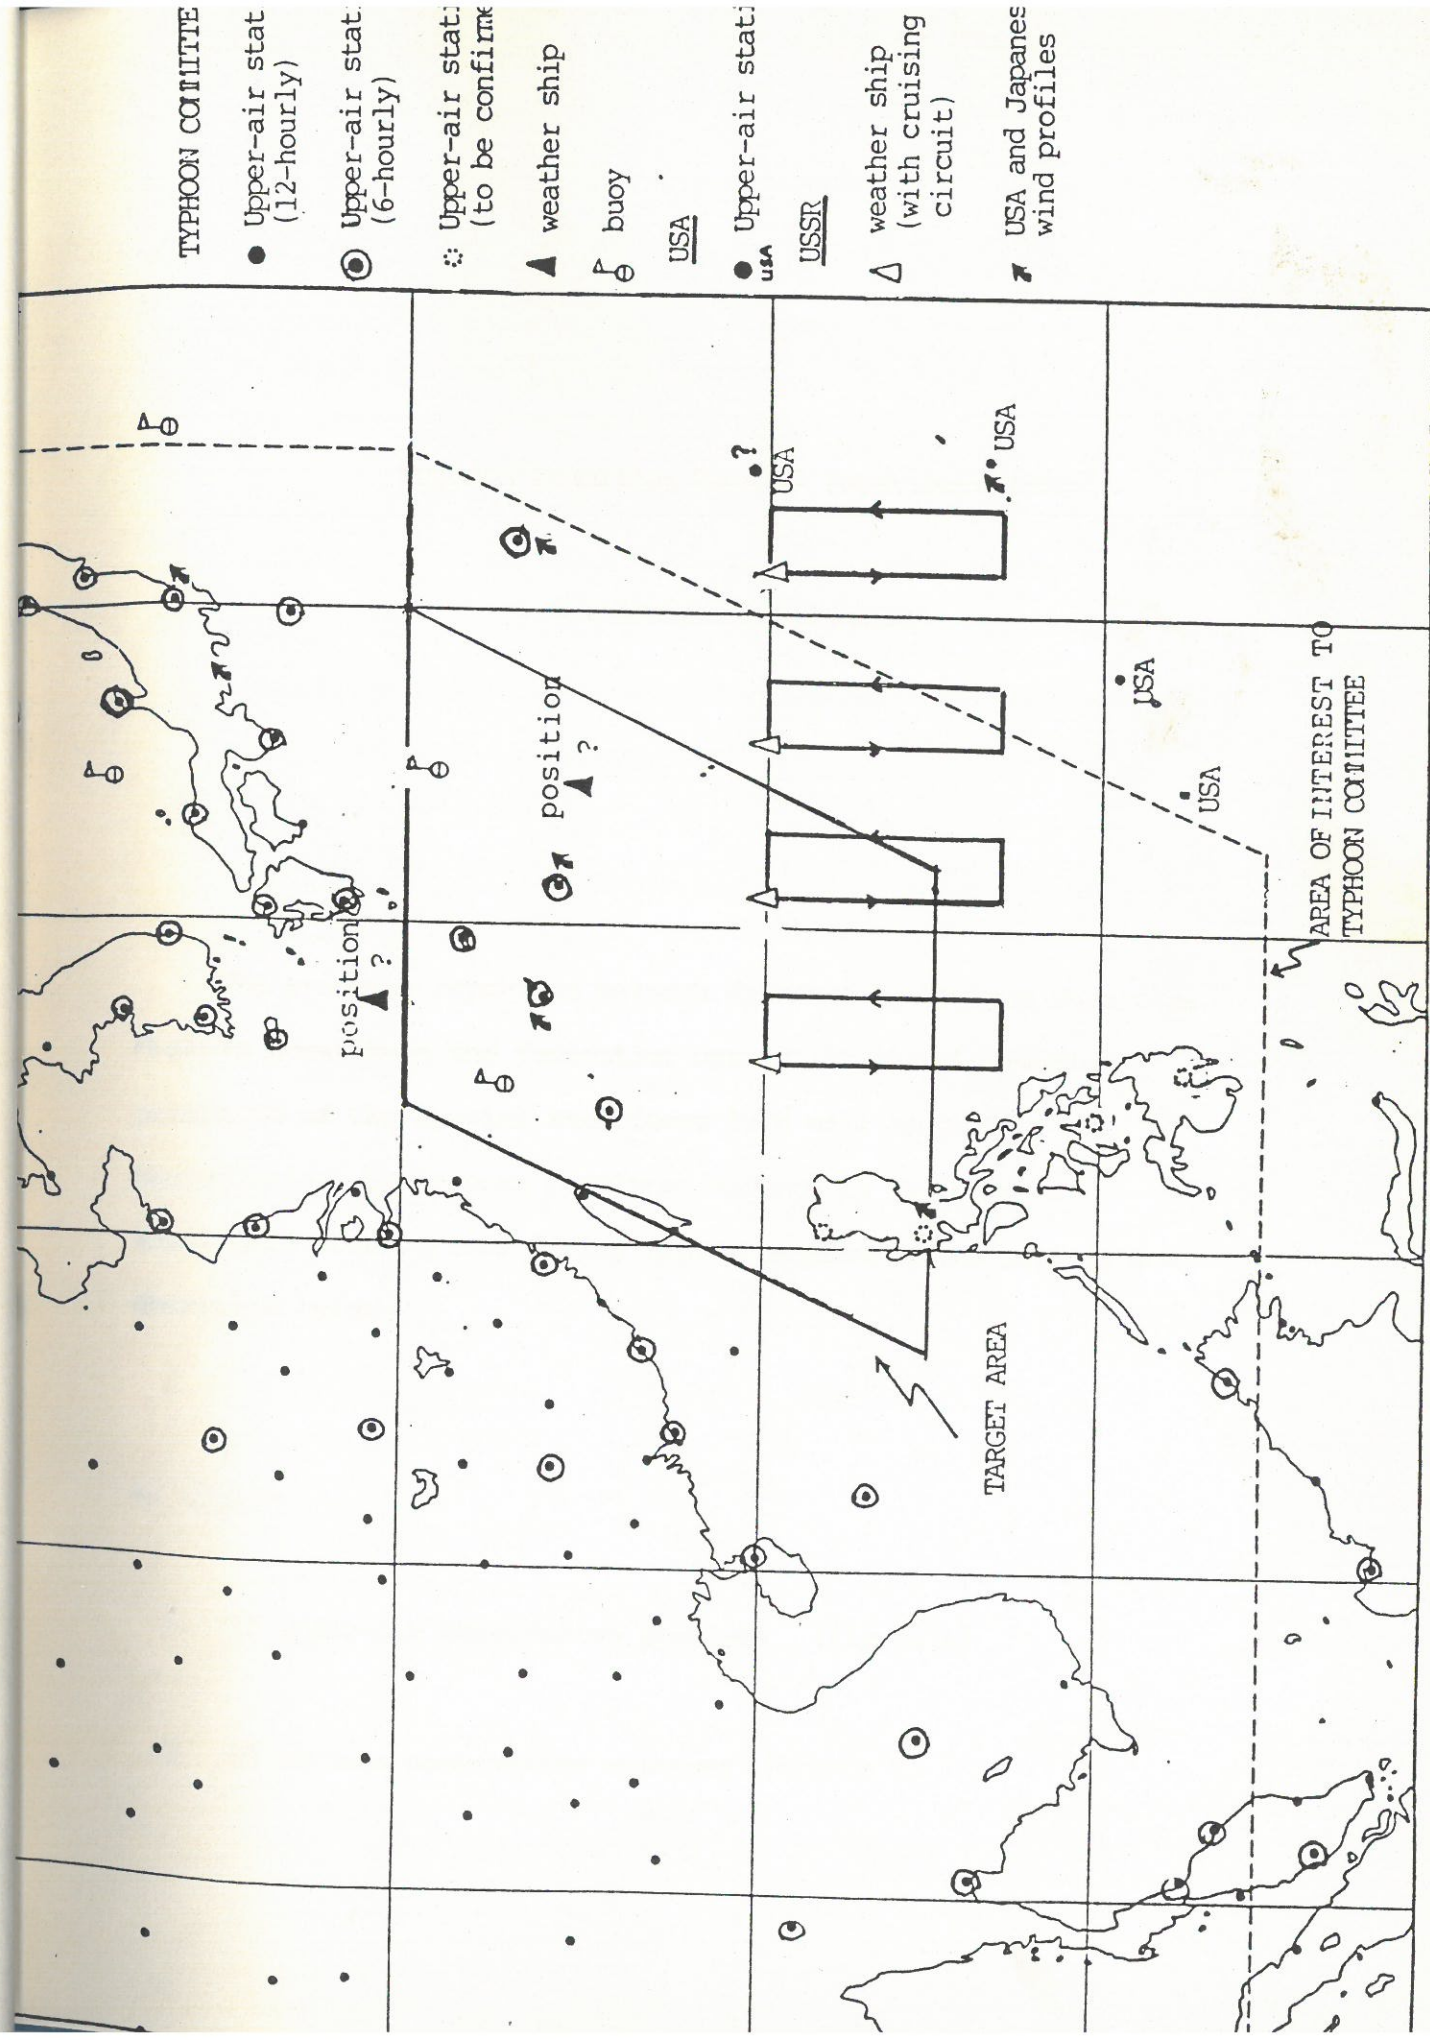 TYPHOON COMMITTE
Upper-air stat
(12-hourly)
Upper-air stat
(6-hourly)
Upper-air stati
(to be confirme
weather ship
buoy
USA
USA
Upper-air stati
USSR
weather ship
(with cruising
circuit)
USA and Japanes
wind profiles
position
?
position
?
?
USA
USA
USA
USA
TARGET AREA
AREA OF INTEREST TO
TYPHOON COMMITTEE